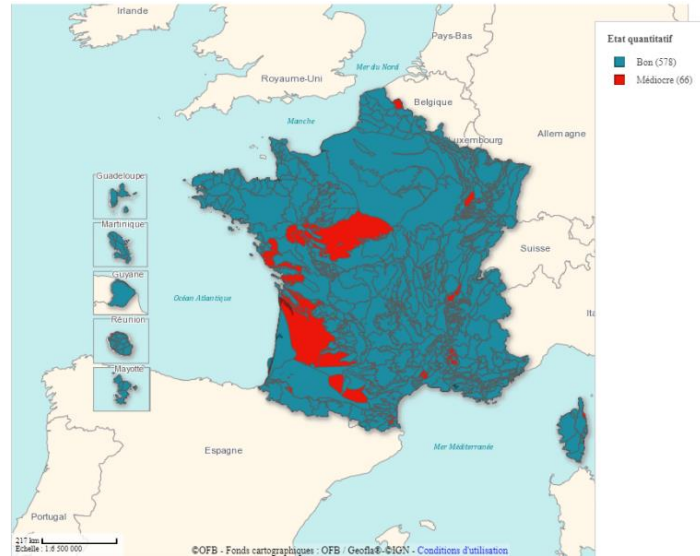 Irlande
Pays-Bas
Mer du Nord
Royaume-Uni
Belgique
Manche
Luxembourg
Allemagne
Guadeloupe
Martinique
Suisse
Guyane
Océan Atlantique
Ita
Réunion
Mayotte
Mer Méditerranée
Espagne
Portugal
217 km
Echelle : 1:6 500 000
©OFB - Fonds cartographiques : OFB / Geofla®-©IGN - Conditions d'utilisation
Etat quantitatif
Bon (578)
Médiocre (66)